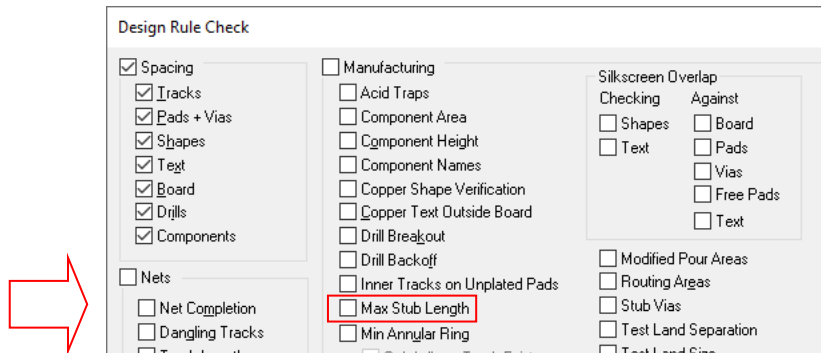 Design Rule Check
Spacing
Tracks
Pads + Vias
Shapes
Text
Board
Drills
Components
Nets
Net Completion
Dangling Tracks
Manufacturing
Acid Traps
Component Area
Component Height
Component Names
Copper Shape Verification
Copper Text Outside Board
Drill Breakout
Drill Backoff
Inner Tracks on Unplated Pads
Max Stub Length
Min Annular Ring
Silkscreen Overlap
Checking Against
Shapes Board
Text Pads
Vias
Free Pads
Text
Modified Pour Areas
Routing Areas
Stub Vias
Test Land Separation
Test Land Size